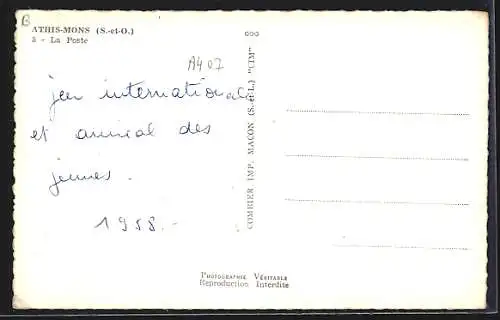 B
ATHIS-MONS (S.-et-O.)
3 - La Poste
A407
jeu international
et amical des
jeunes.
1958.-
COMBIER IMP. MACON (S.-&-L.) "CIM"
PHOTOGRAPHIE VÉRITABLE
Reproduction Interdite